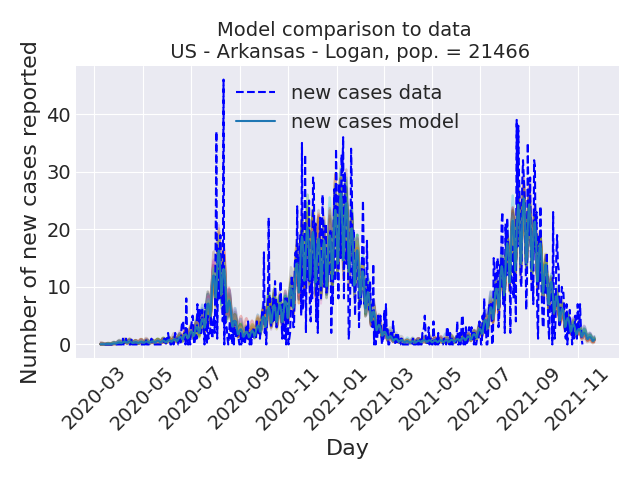 Model comparison to data
US - Arkansas - Logan, pop. = 21466
Number of new cases reported
40
30
20
10
0
new cases data
new cases model
2020-03
2020-05
2020-07
2020-09
2020-11
2021-01
2021-03
2021-05
2021-07
2021-09
2021-11
Day